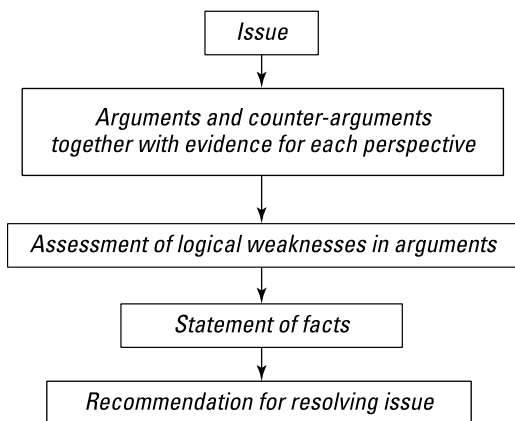 Issue
Arguments and counter-arguments
together with evidence for each perspective
Assessment of logical weaknesses in arguments
Statement of facts
Recommendation for resolving issue